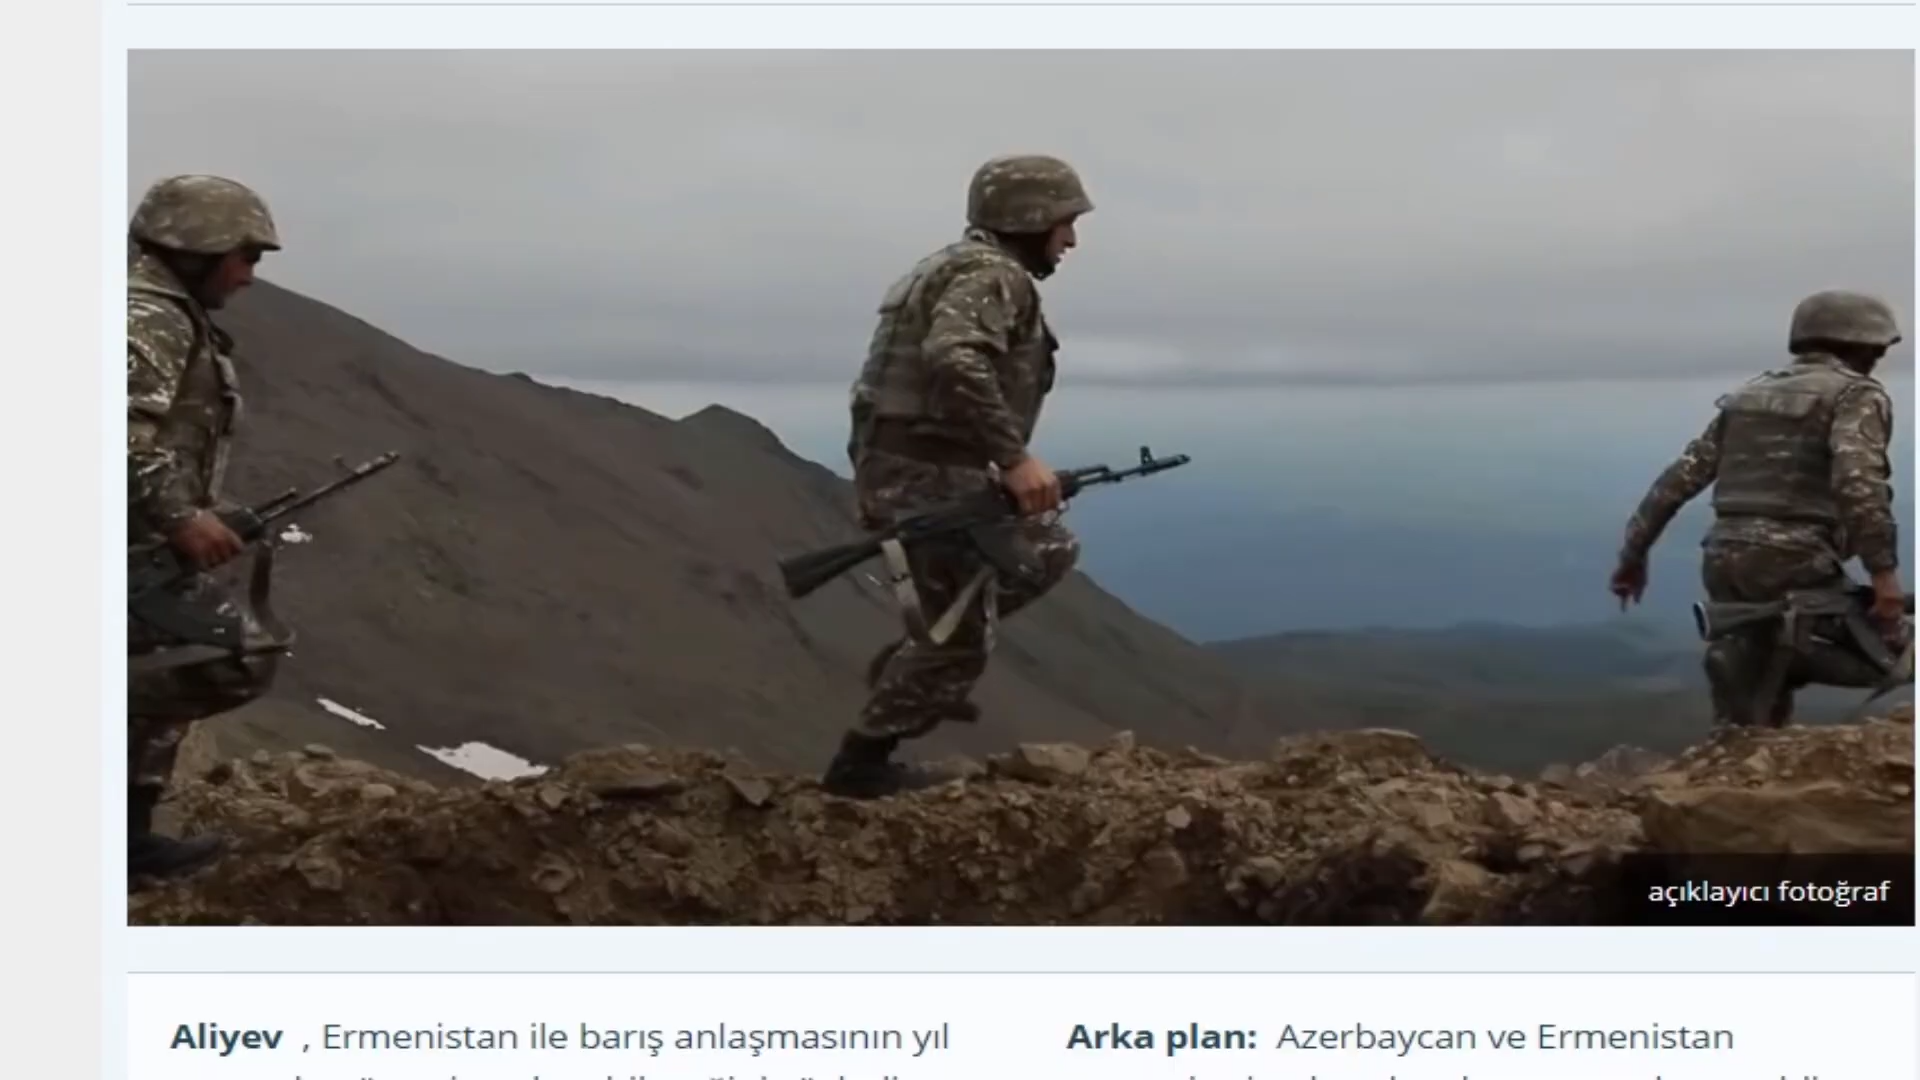 açıklayıcı fotoğraf
Aliyev , Ermenistan ile barış anlaşmasının yıl
Arka plan: Azerbaycan ve Ermenistan